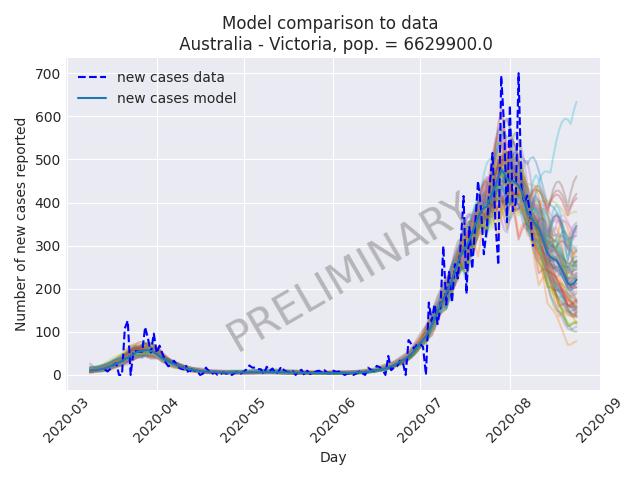 Model comparison to data
Australia - Victoria, pop. = 6629900.0
new cases data
new cases model
PRELIMINARY
Number of new cases reported
700
600
500
400
300
200
100
0
2020-03
2020-04
2020-05
2020-06
2020-07
2020-08
2020-09
Day